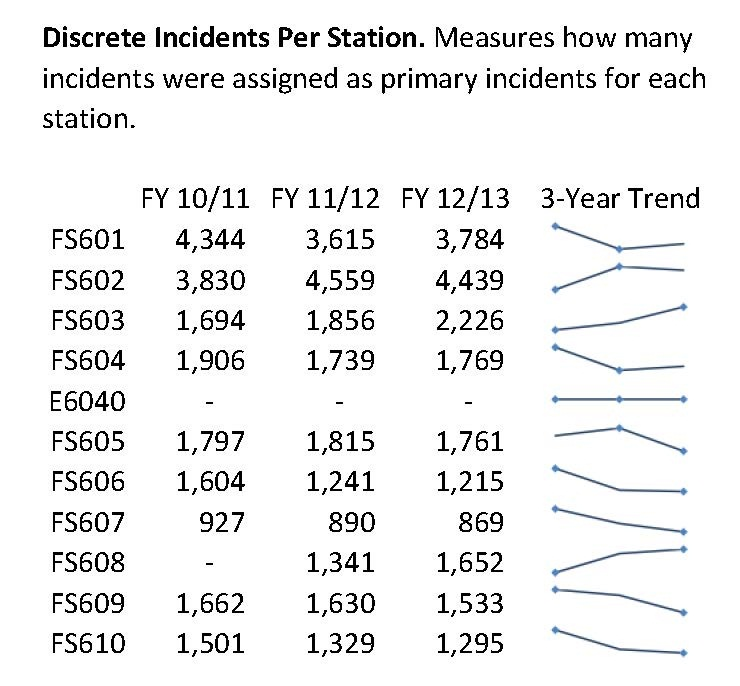 Discrete Incidents Per Station. Measures how many
incidents were assigned as primary incidents for each
station.
FY 10/11 FY 11/12 FY 12/13 3-Year Trend
FS601 4,344 3,615 3,784
FS602 3,830 4,559 4,439
FS603 1,694 1,856 2,226
FS604 1,906 1,739 1,769
E6040 - - -
FS605 1,797 1,815 1,761
FS606 1,604 1,241 1,215
FS607 927 890 869
FS608 - 1,341 1,652
FS609 1,662 1,630 1,533
FS610 1,501 1,329 1,295